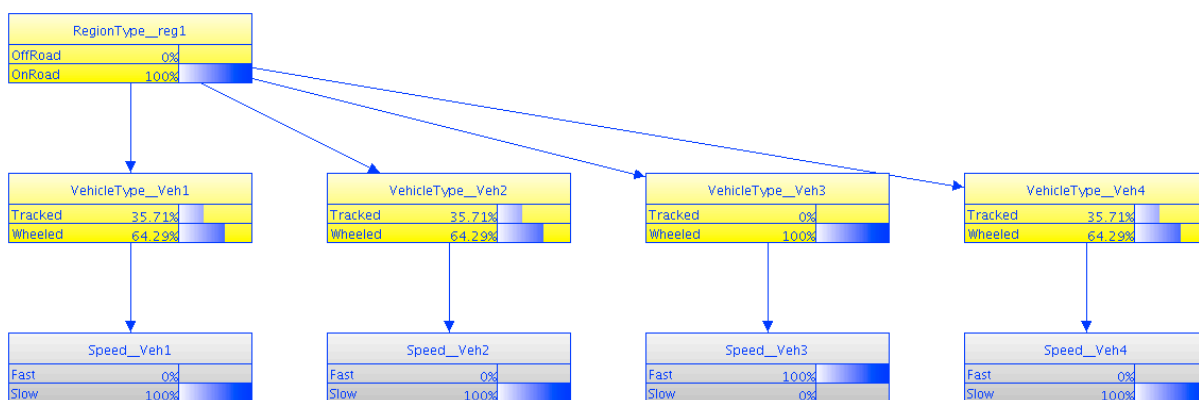 RegionType__reg1
OffRoad 0%
OnRoad 100%
VehicleType__Veh1 VehicleType__Veh2 VehicleType__Veh3 VehicleType__Veh4
Tracked 35.71% Tracked 35.71% Tracked 0% Tracked 35.71%
Wheeled 64.29% Wheeled 64.29% Wheeled 100% Wheeled 64.29%
Speed__Veh1 Speed__Veh2 Speed__Veh3 Speed__Veh4
Fast 0% Fast 0% Fast 100% Fast 0%
Slow 100% Slow 100% Slow 0% Slow 100%